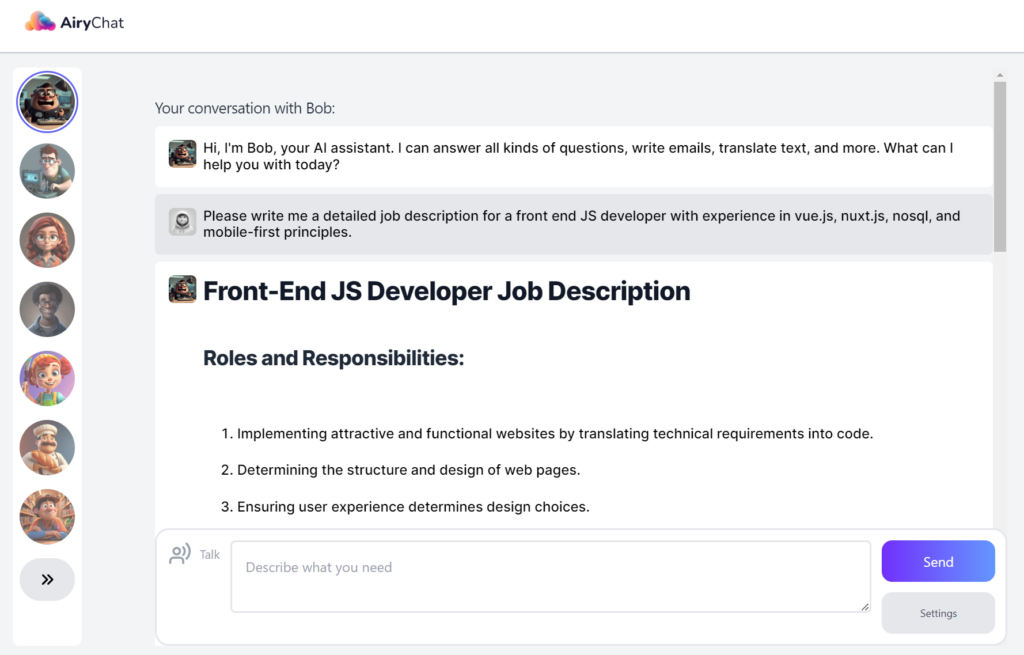 AiryChat
Your conversation with Bob:
Hi, I'm Bob, your AI assistant. I can answer all kinds of questions, write emails, translate text, and more. What can I
help you with today?
Please write me a detailed job description for a front end JS developer with experience in vue.js, nuxt.js, nosql, and
mobile-first principles.
Front-End JS Developer Job Description
Roles and Responsibilities:
1. Implementing attractive and functional websites by translating technical requirements into code.
2. Determining the structure and design of web pages.
3. Ensuring user experience determines design choices.
Talk
Describe what you need
Send
Settings